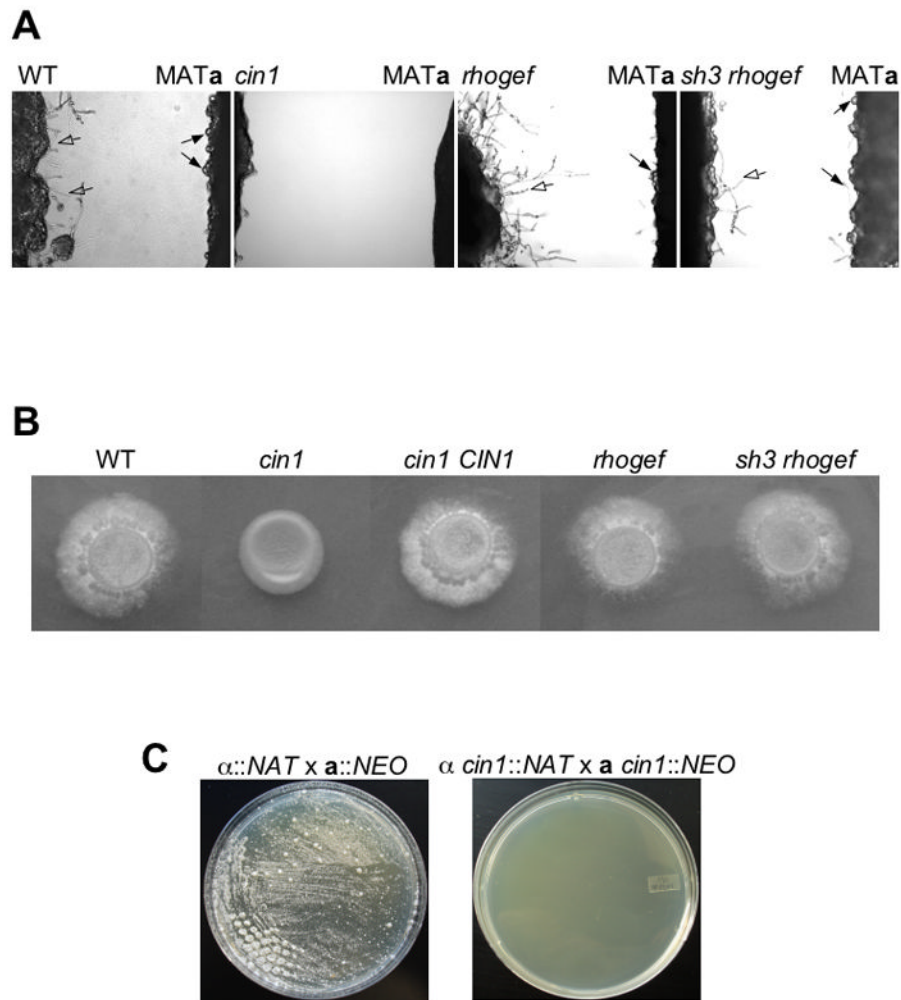 A
WT MATa cin1 MATa rhogef MATa sh3 rhogef MATa
B
WT cin1 cin1 CIN1 rhogef sh3 rhogef
C
α::NAT x a::NEO α cin1::NAT x a cin1::NEO